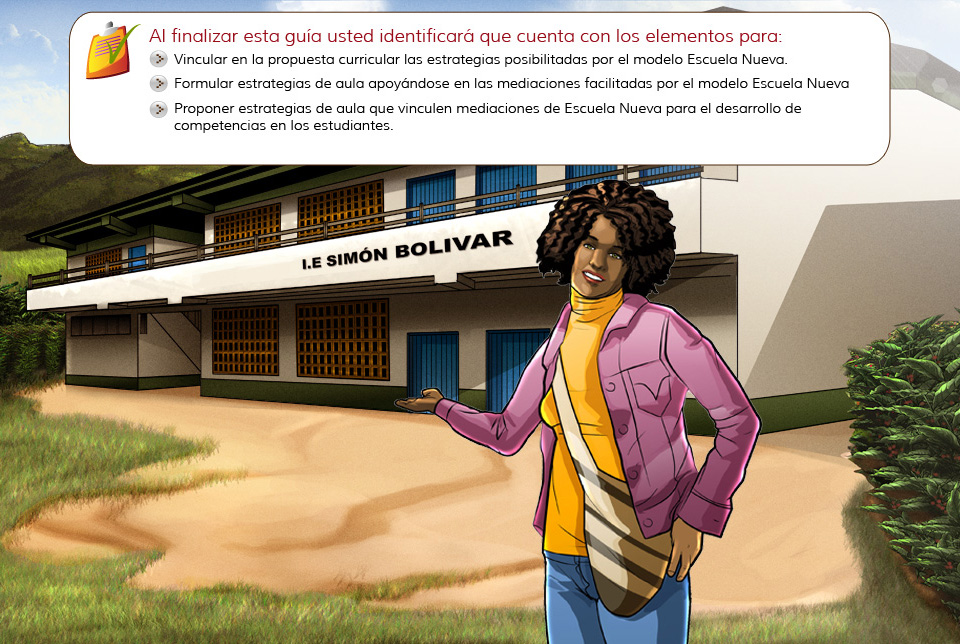 Al finalizar esta guía usted identificará que cuenta con los elementos para:
Vincular en la propuesta curricular las estrategias posibilitadas por el modelo Escuela Nueva.
Formular estrategias de aula apoyándose en las mediaciones facilitadas por el modelo Escuela Nueva
Proponer estrategias de aula que vinculen mediaciones de Escuela Nueva para el desarrollo de
competencias en los estudiantes.
I.E SIMÓN BOLIVAR